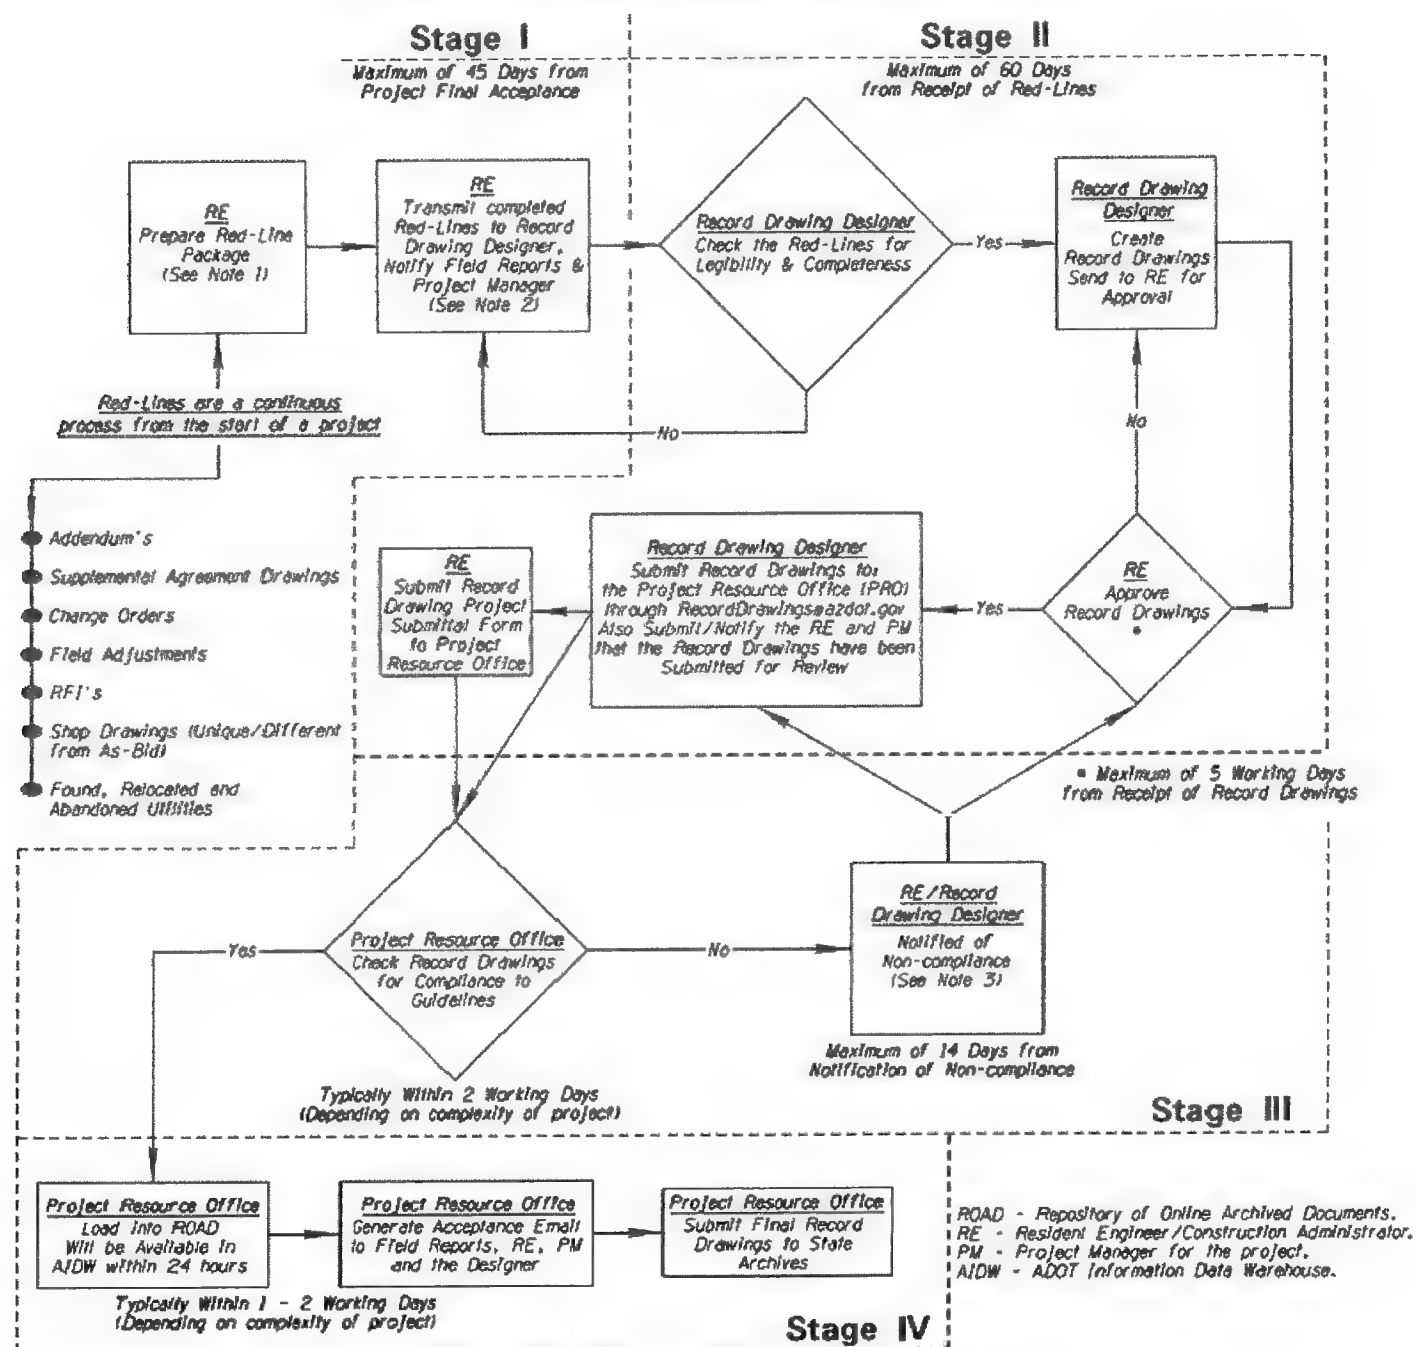 Stage I
Maximum of 45 Days from
Project Final Acceptance
Stage II
Maximum of 60 Days
from Receipt of Red-Lines
RE
Prepare Red-Line
Package
(See Note 1)
RE
Transmit completed
Red-Lines to Record
Drawing Designer.
Notify Field Reports &
Project Manager
(See Note 2)
Record Drawing Designer
Check the Red-Lines for
Legibility & Completeness
Yes
Record Drawing
Designer
Create
Record Drawings
Send to RE for
Approval
No
No
Red-Lines are a continuous
process from the start of a project
Addendum's
Supplemental Agreement Drawings
Change Orders
Field Adjustments
RFI's
Shop Drawings (Unique/Different
from As-Bid)
Found, Relocated and
Abandoned Utilities
RE
Submit Record
Drawing Project
Submittal Form
to Project
Resource Office
Record Drawing Designer
Submit Record Drawings to:
the Project Resource Office (PRO)
through RecordDrawings@azdot.gov
Also Submit/Notify the RE and PM
that the Record Drawings have been
Submitted for Review
Yes
RE
Approve
Record Drawings
*
* Maximum of 5 Working Days
from Receipt of Record Drawings
Project Resource Office
Check Record Drawings
for Compliance to
Guidelines
Yes
No
RE/Record
Drawing Designer
Notified of
Non-compliance
(See Note 3)
Maximum of 14 Days from
Notification of Non-compliance
Typically Within 2 Working Days
(Depending on complexity of project)
Stage III
Project Resource Office
Load into ROAD
Will be Available in
AIDW within 24 hours
Typically Within 1 - 2 Working Days
(Depending on complexity of project)
Project Resource Office
Generate Acceptance Email
to Field Reports, RE, PM
and the Designer
Project Resource Office
Submit Final Record
Drawings to State
Archives
Stage IV
ROAD - Repository of Online Archived Documents.
RE - Resident Engineer/Construction Administrator.
PM - Project Manager for the project.
AIDW - ADOT Information Data Warehouse.